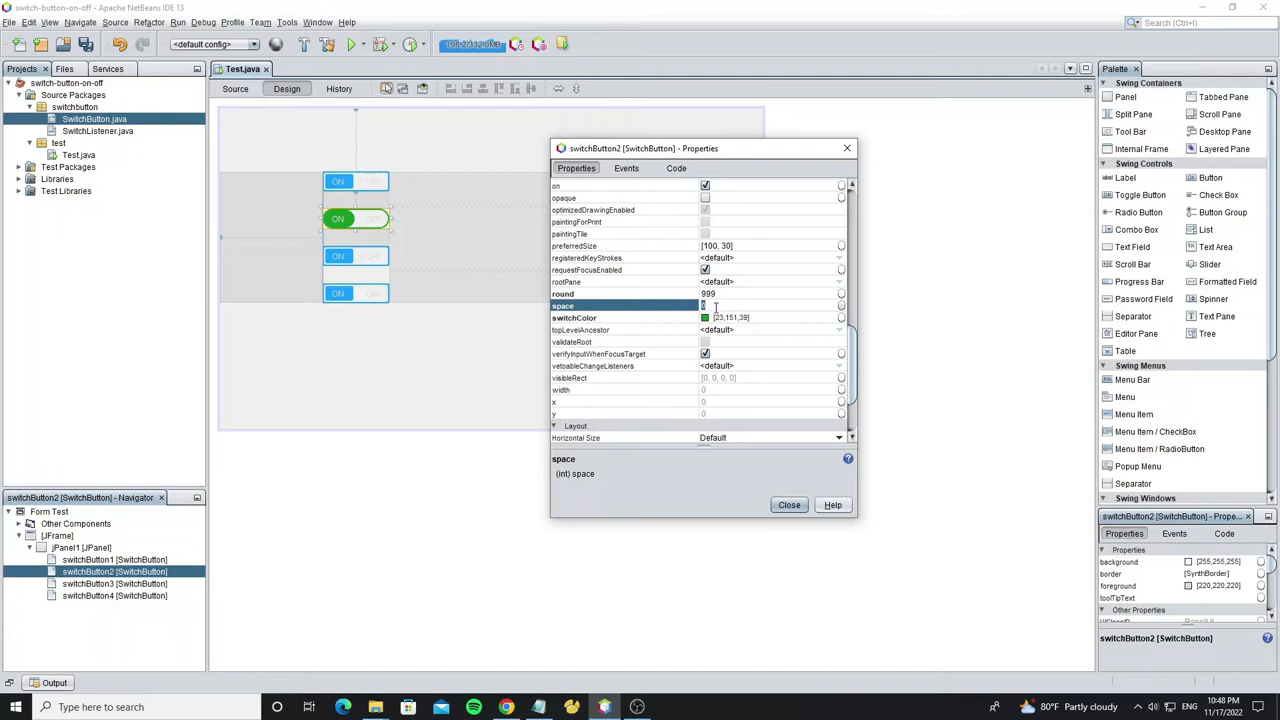 switch-button-on-off - Apache NetBeans IDE 13
File Edit View Navigate Source Refactor Run Debug Profile Team Tools Window Help
Search (Ctrl+I)
<default config>
Projects Files Services
Test.java
Palette
switch-button-on-off
Source Packages
switchbutton
SwitchButton.java
SwitchListener.java
test
Test.java
Test Packages
Libraries
Test Libraries
Source Design History
ON OFF
ON OFF
ON OFF
ON OFF
switchButton2 [SwitchButton] - Properties
Properties Events Code
on
opaque
optimizedDrawingEnabled
paintingForPrint
paintingTile
preferredSize [100, 30]
registeredKeyStrokes <default>
requestFocusEnabled
rootPane <default>
round 999
space 0
switchColor [23,151,39]
topLevelAncestor <default>
validateRoot
verifyInputWhenFocusTarget
vetoableChangeListeners <default>
visibleRect [0, 0, 0, 0]
width 0
x 0
y 0
Layout
Horizontal Size Default
space
(int) space
Close Help
Swing Containers
Panel Tabbed Pane
Split Pane Scroll Pane
Tool Bar Desktop Pane
Internal Frame Layered Pane
Swing Controls
Label Button
Toggle Button Check Box
Radio Button Button Group
Combo Box List
Text Field Text Area
Scroll Bar Slider
Progress Bar Formatted Field
Password Field Spinner
Separator Text Pane
Editor Pane Tree
Table
Swing Menus
Menu Bar
Menu
Menu Item
Menu Item / CheckBox
Menu Item / RadioButton
Popup Menu
Separator
Swing Windows
switchButton2 [SwitchButton] - Navigator
Form Test
Other Components
[JFrame]
jPanel1 [JPanel]
switchButton1 [SwitchButton]
switchButton2 [SwitchButton]
switchButton3 [SwitchButton]
switchButton4 [SwitchButton]
switchButton2 [SwitchButton] - Prope...
Properties Events Code
Properties
background [255,255,255]
border [SynthBorder]
foreground [220,220,220]
toolTipText
Other Properties
switchButton2 [SwitchButton]
Output
Type here to search
80°F Partly cloudy
ENG
10:48 PM
11/17/2022